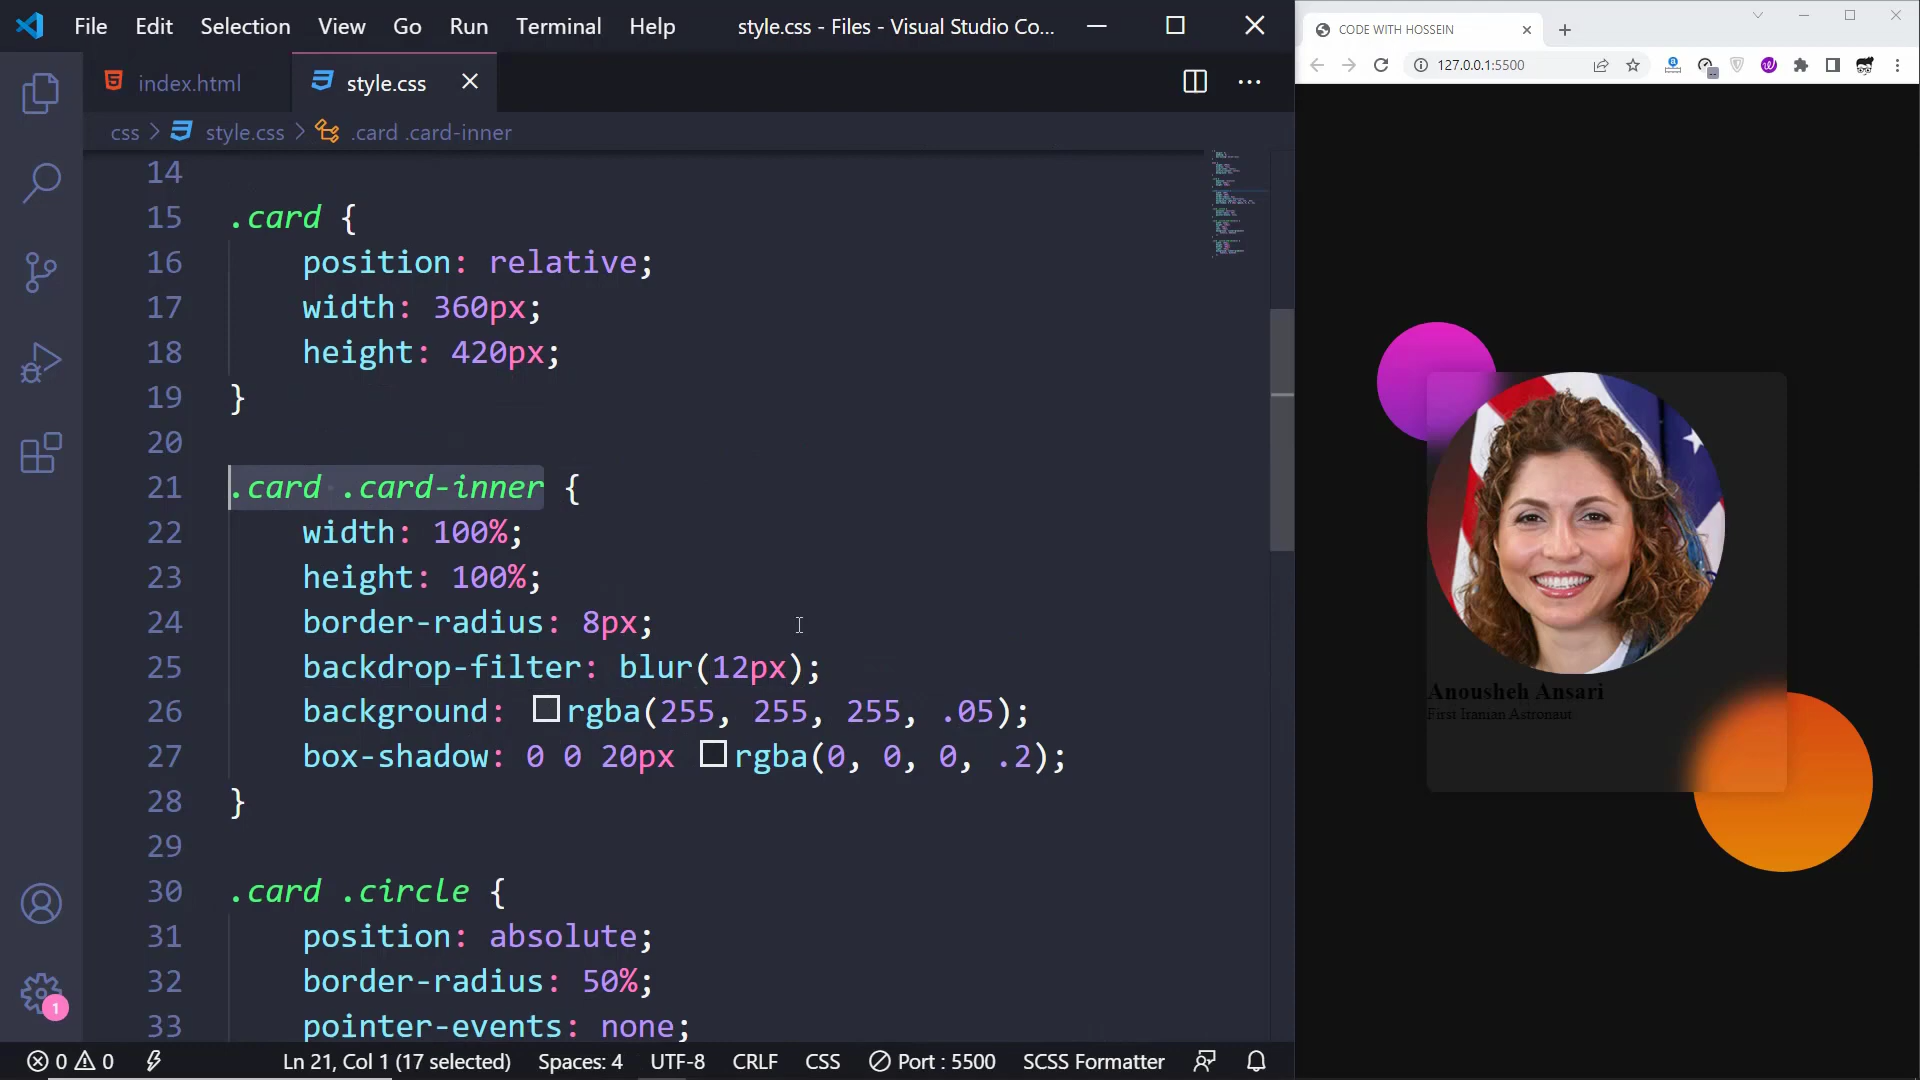 File Edit Selection View Go Run Terminal Help style.css - Files - Visual Studio Co...
index.html style.css
css > style.css > .card .card-inner
14
15 .card {
16 position: relative;
17 width: 360px;
18 height: 420px;
19 }
20
21 .card .card-inner {
22 width: 100%;
23 height: 100%;
24 border-radius: 8px;
25 backdrop-filter: blur(12px);
26 background: rgba(255, 255, 255, .05);
27 box-shadow: 0 0 20px rgba(0, 0, 0, .2);
28 }
29
30 .card .circle {
31 position: absolute;
32 border-radius: 50%;
33 pointer-events: none;
1
0 0 Ln 21, Col 1 (17 selected) Spaces: 4 UTF-8 CRLF CSS Port : 5500 SCSS Formatter
CODE WITH HOSSEIN
127.0.0.1:5500
Anousheh Ansari
First Iranian Astronaut